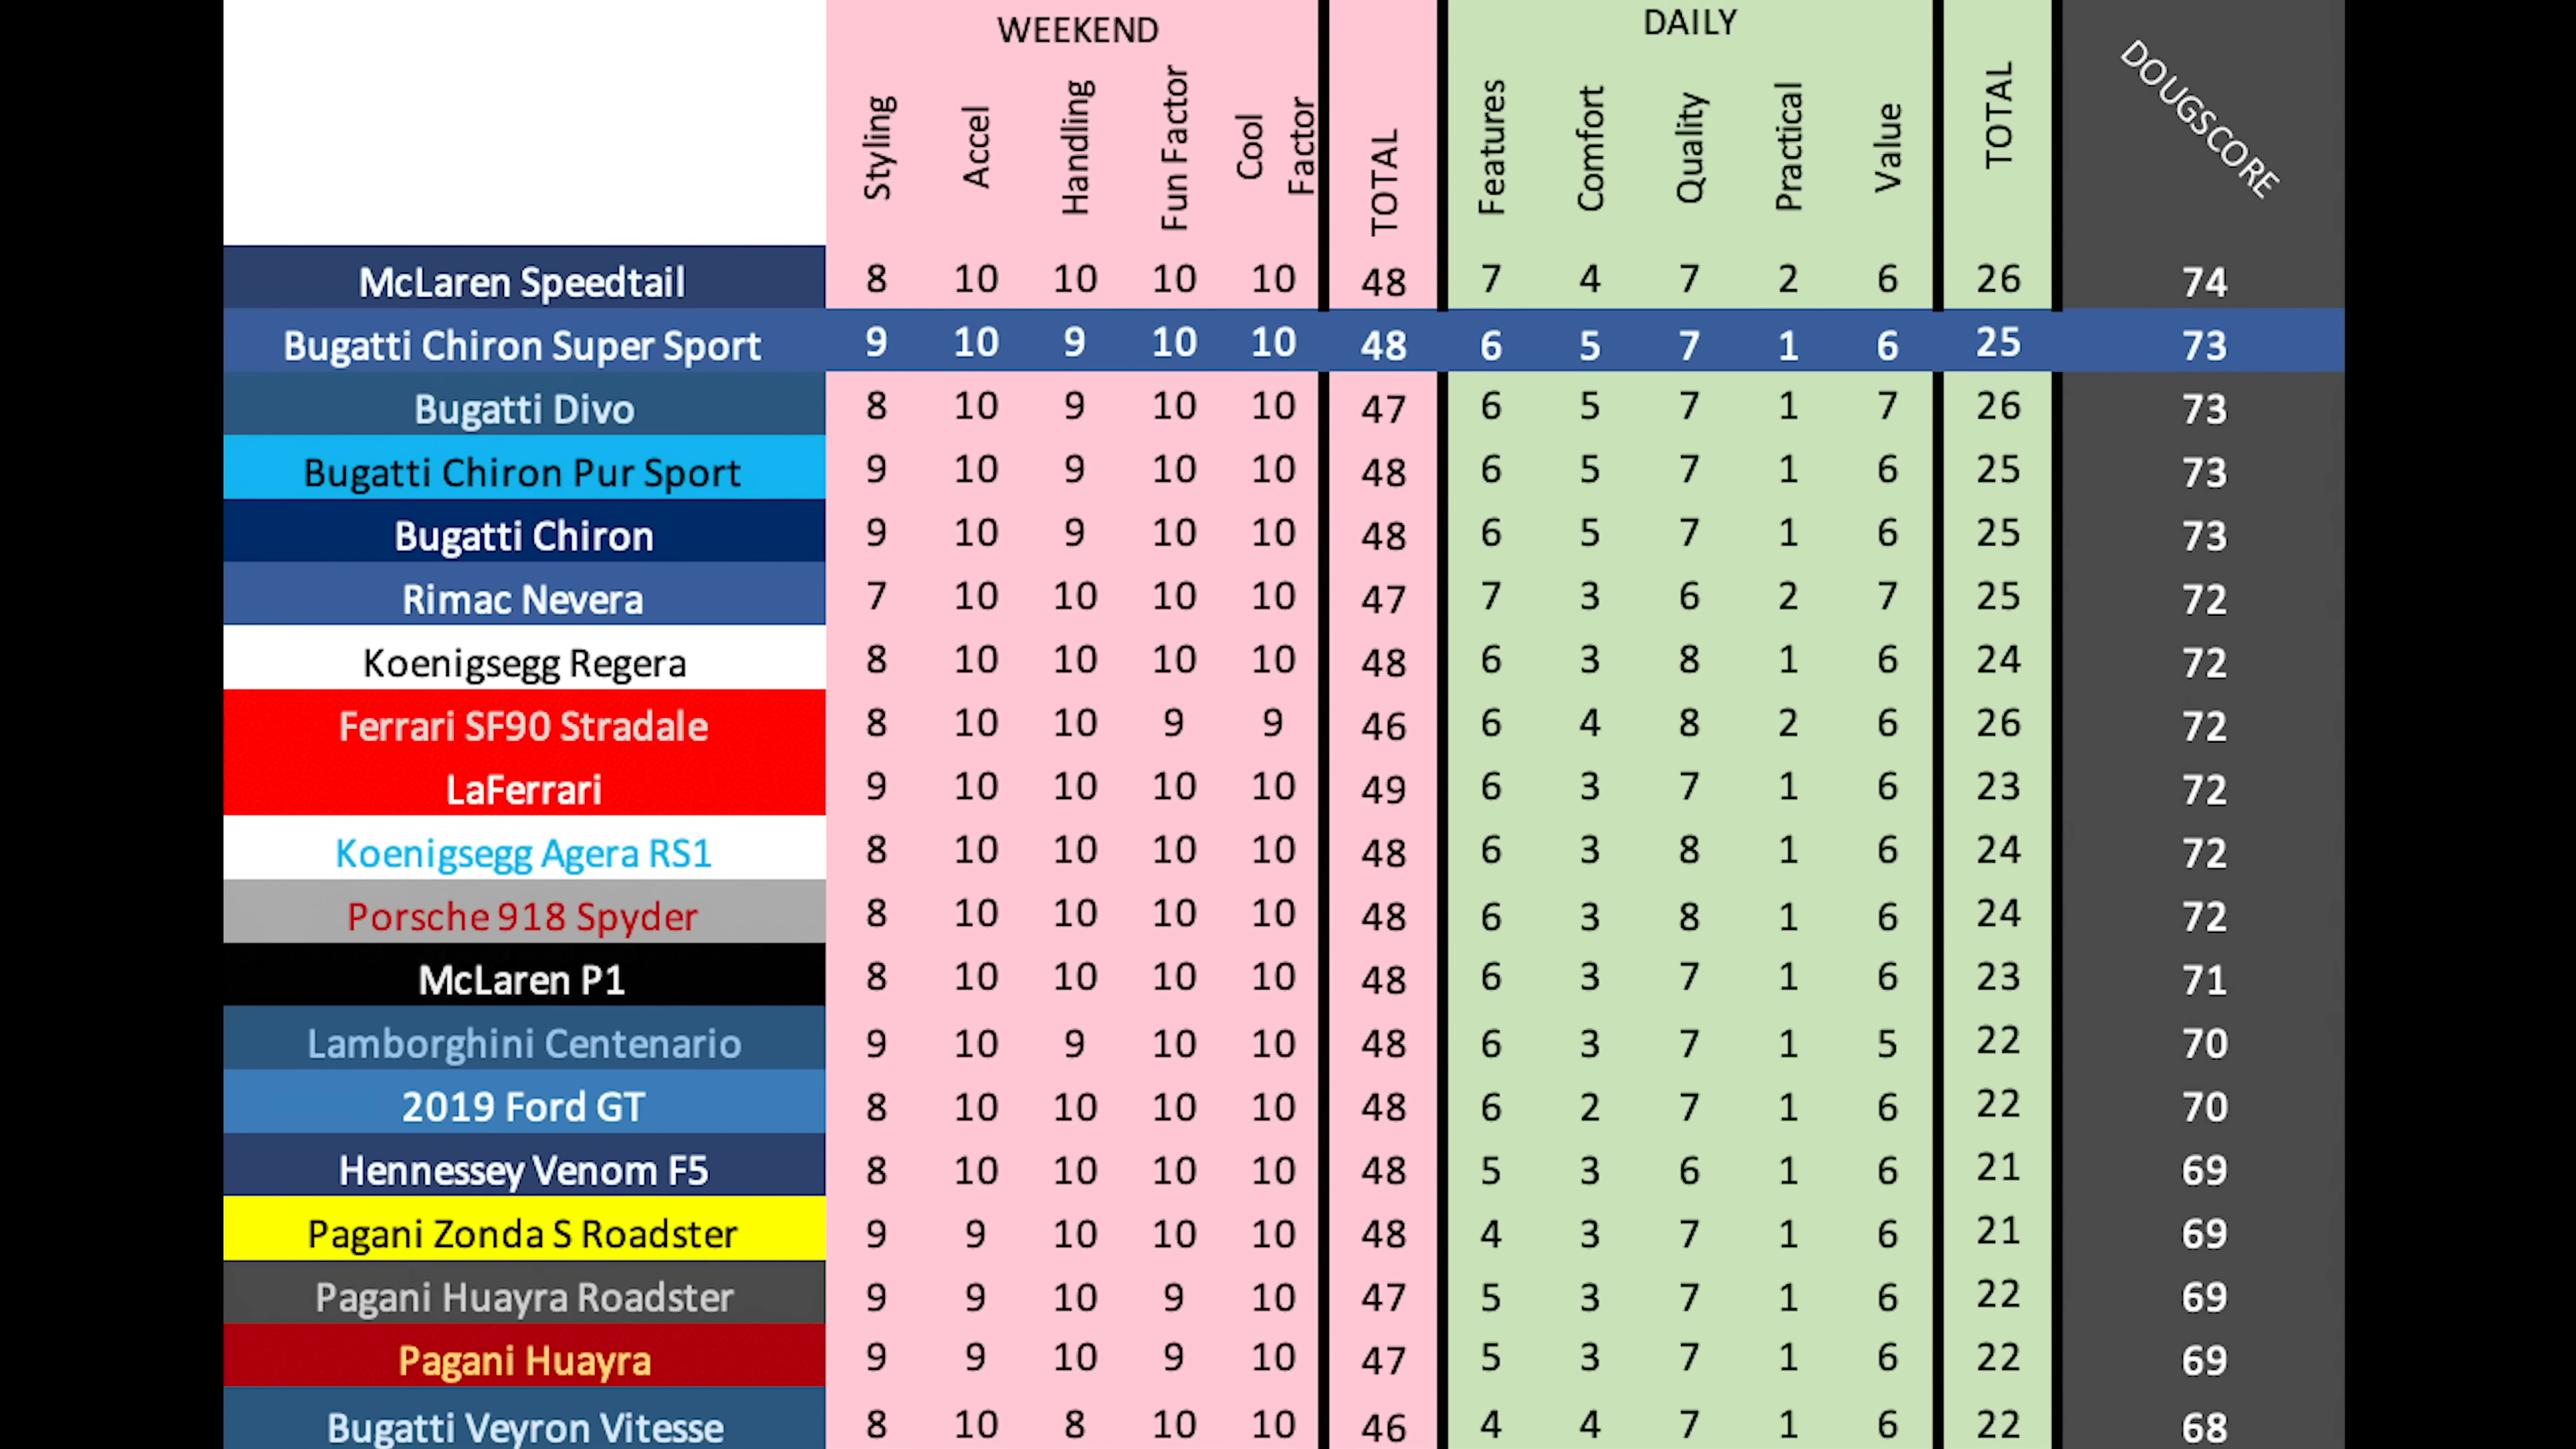 WEEKEND DAILY
Styling Accel Handling Fun Factor Cool Factor TOTAL Features Comfort Quality Practical Value TOTAL DOUGSCORE
McLaren Speedtail 8 10 10 10 10 48 7 4 7 2 6 26 74
Bugatti Chiron Super Sport 9 10 9 10 10 48 6 5 7 1 6 25 73
Bugatti Divo 8 10 9 10 10 47 6 5 7 1 7 26 73
Bugatti Chiron Pur Sport 9 10 9 10 10 48 6 5 7 1 6 25 73
Bugatti Chiron 9 10 9 10 10 48 6 5 7 1 6 25 73
Rimac Nevera 7 10 10 10 10 47 7 3 6 2 7 25 72
Koenigsegg Regera 8 10 10 10 10 48 6 3 8 1 6 24 72
Ferrari SF90 Stradale 8 10 10 9 9 46 6 4 8 2 6 26 72
LaFerrari 9 10 10 10 10 49 6 3 7 1 6 23 72
Koenigsegg Agera RS1 8 10 10 10 10 48 6 3 8 1 6 24 72
Porsche 918 Spyder 8 10 10 10 10 48 6 3 8 1 6 24 72
McLaren P1 8 10 10 10 10 48 6 3 7 1 6 23 71
Lamborghini Centenario 9 10 9 10 10 48 6 3 7 1 5 22 70
2019 Ford GT 8 10 10 10 10 48 6 2 7 1 6 22 70
Hennessey Venom F5 8 10 10 10 10 48 5 3 6 1 6 21 69
Pagani Zonda S Roadster 9 9 10 10 10 48 4 3 7 1 6 21 69
Pagani Huayra Roadster 9 9 10 9 10 47 5 3 7 1 6 22 69
Pagani Huayra 9 9 10 9 10 47 5 3 7 1 6 22 69
Bugatti Veyron Vitesse 8 10 8 10 10 46 4 4 7 1 6 22 68